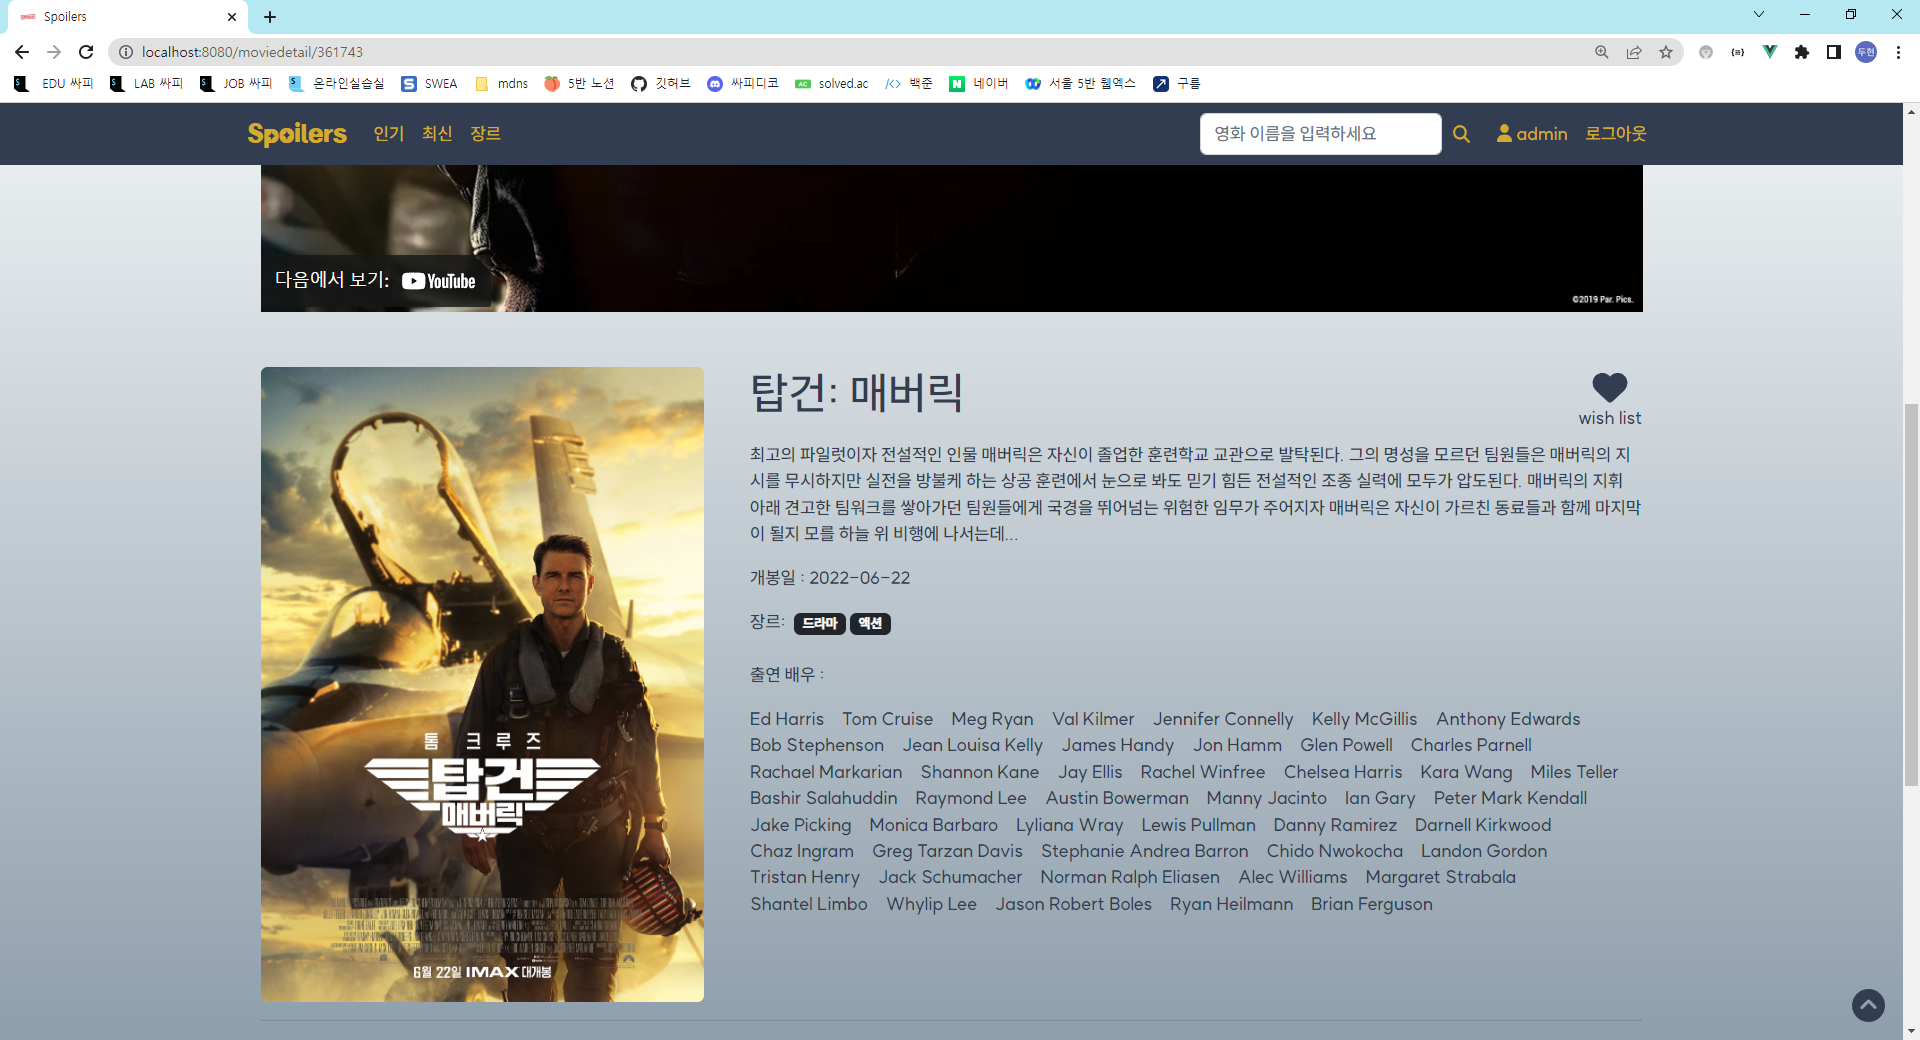 Spoilers
localhost:8080/moviedetail/361743
두현
EDU 싸피 LAB 싸피 JOB 싸피 온라인실습실 SWEA mdns 5반 노션 깃허브 싸피디코 solved.ac 백준 네이버 서울 5반 웹엑스 구름
Spoilers 인기 최신 장르 영화 이름을 입력하세요 admin 로그아웃
다음에서 보기: YouTube
©2019 Par. Pics.
탑건: 매버릭
wish list
최고의 파일럿이자 전설적인 인물 매버릭은 자신이 졸업한 훈련학교 교관으로 발탁된다. 그의 명성을 모르던 팀원들은 매버릭의 지
시를 무시하지만 실전을 방불케 하는 상공 훈련에서 눈으로 봐도 믿기 힘든 전설적인 조종 실력에 모두가 압도된다. 매버릭의 지휘
아래 견고한 팀워크를 쌓아가던 팀원들에게 국경을 뛰어넘는 위험한 임무가 주어지자 매버릭은 자신이 가르친 동료들과 함께 마지막
이 될지 모를 하늘 위 비행에 나서는데...
개봉일 : 2022-06-22
장르: 드라마 액션
출연 배우 :
Ed Harris Tom Cruise Meg Ryan Val Kilmer Jennifer Connelly Kelly McGillis Anthony Edwards
Bob Stephenson Jean Louisa Kelly James Handy Jon Hamm Glen Powell Charles Parnell
Rachael Markarian Shannon Kane Jay Ellis Rachel Winfree Chelsea Harris Kara Wang Miles Teller
Bashir Salahuddin Raymond Lee Austin Bowerman Manny Jacinto Ian Gary Peter Mark Kendall
Jake Picking Monica Barbaro Lyliana Wray Lewis Pullman Danny Ramirez Darnell Kirkwood
Chaz Ingram Greg Tarzan Davis Stephanie Andrea Barron Chido Nwokocha Landon Gordon
Tristan Henry Jack Schumacher Norman Ralph Eliasen Alec Williams Margaret Strabala
Shantel Limbo Whylip Lee Jason Robert Boles Ryan Heilmann Brian Ferguson
톰 크루즈
탑건
매버릭
6월 22일 IMAX 대개봉